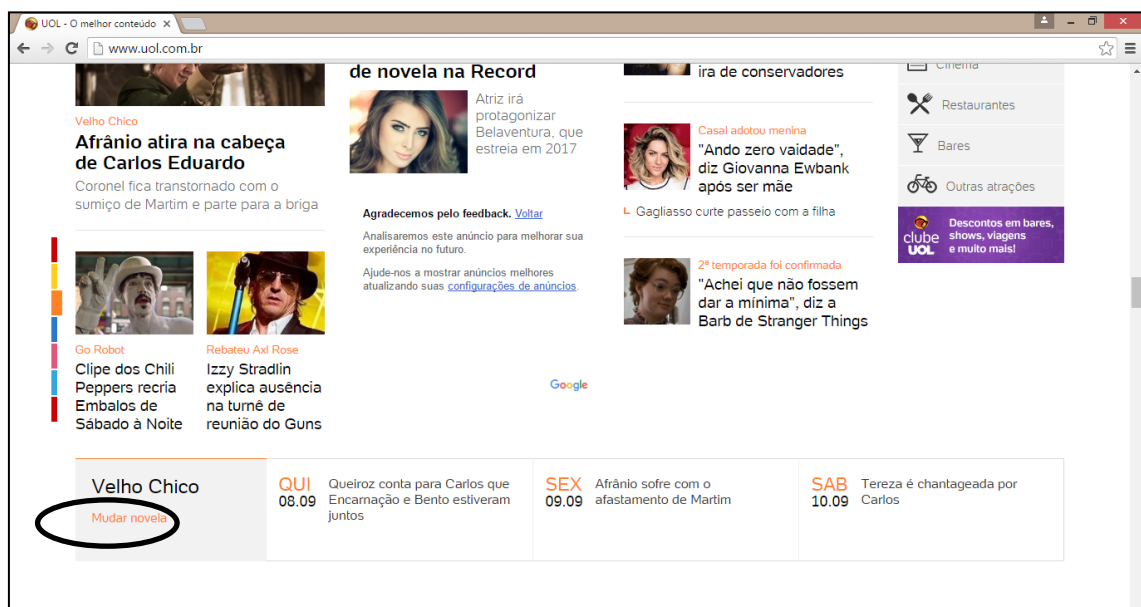 UOL - O melhor conteúdo
www.uol.com.br
Velho Chico
Afrânio atira na cabeça
de Carlos Eduardo
Coronel fica transtornado com o
sumiço de Martim e parte para a briga
Go Robot
Clipe dos Chili
Peppers recria
Embalos de
Sábado à Noite
Rebateu Axl Rose
Izzy Stradlin
explica ausência
na turnê de
reunião do Guns
de novela na Record
Atriz irá
protagonizar
Belaventura, que
estreia em 2017
Agradecemos pelo feedback. Voltar
Analisaremos este anúncio para melhorar sua
experiência no futuro.
Ajude-nos a mostrar anúncios melhores
atualizando suas configurações de anúncios.
Google
ira de conservadores
Casal adotou menina
"Ando zero vaidade",
diz Giovanna Ewbank
após ser mãe
Gagliasso curte passeio com a filha
2ª temporada foi confirmada
"Achei que não fossem
dar a mínima", diz a
Barb de Stranger Things
Cinema
Restaurantes
Bares
Outras atrações
clube
UOL
Descontos em bares,
shows, viagens
e muito mais!
Velho Chico
Mudar novela
QUI
08.09
Queiroz conta para Carlos que
Encarnação e Bento estiveram
juntos
SEX
09.09
Afrânio sofre com o
afastamento de Martim
SAB
10.09
Tereza é chantageada por
Carlos